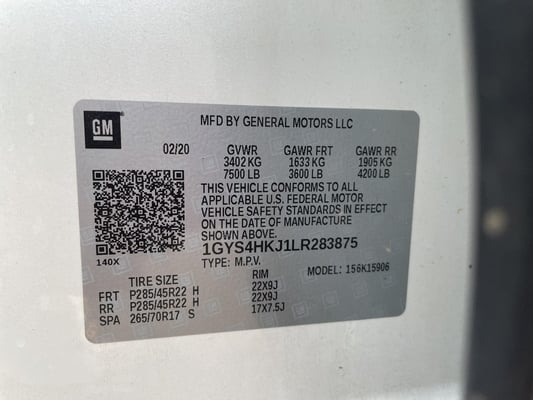 GM
MFD BY GENERAL MOTORS LLC
02/20 GVWR GAWR FRT GAWR RR
3402 KG 1633 KG 1905 KG
7500 LB 3600 LB 4200 LB
THIS VEHICLE CONFORMS TO ALL
APPLICABLE U.S. FEDERAL MOTOR
VEHICLE SAFETY STANDARDS IN EFFECT
ON THE DATE OF MANUFACTURE
SHOWN ABOVE.
1GYS4HKJ1LR283875
140X TYPE: M.P.V. MODEL: 156K15906
TIRE SIZE RIM
FRT P285/45R22 H 22X9J
RR P285/45R22 H 22X9J
SPA 265/70R17 S 17X7.5J